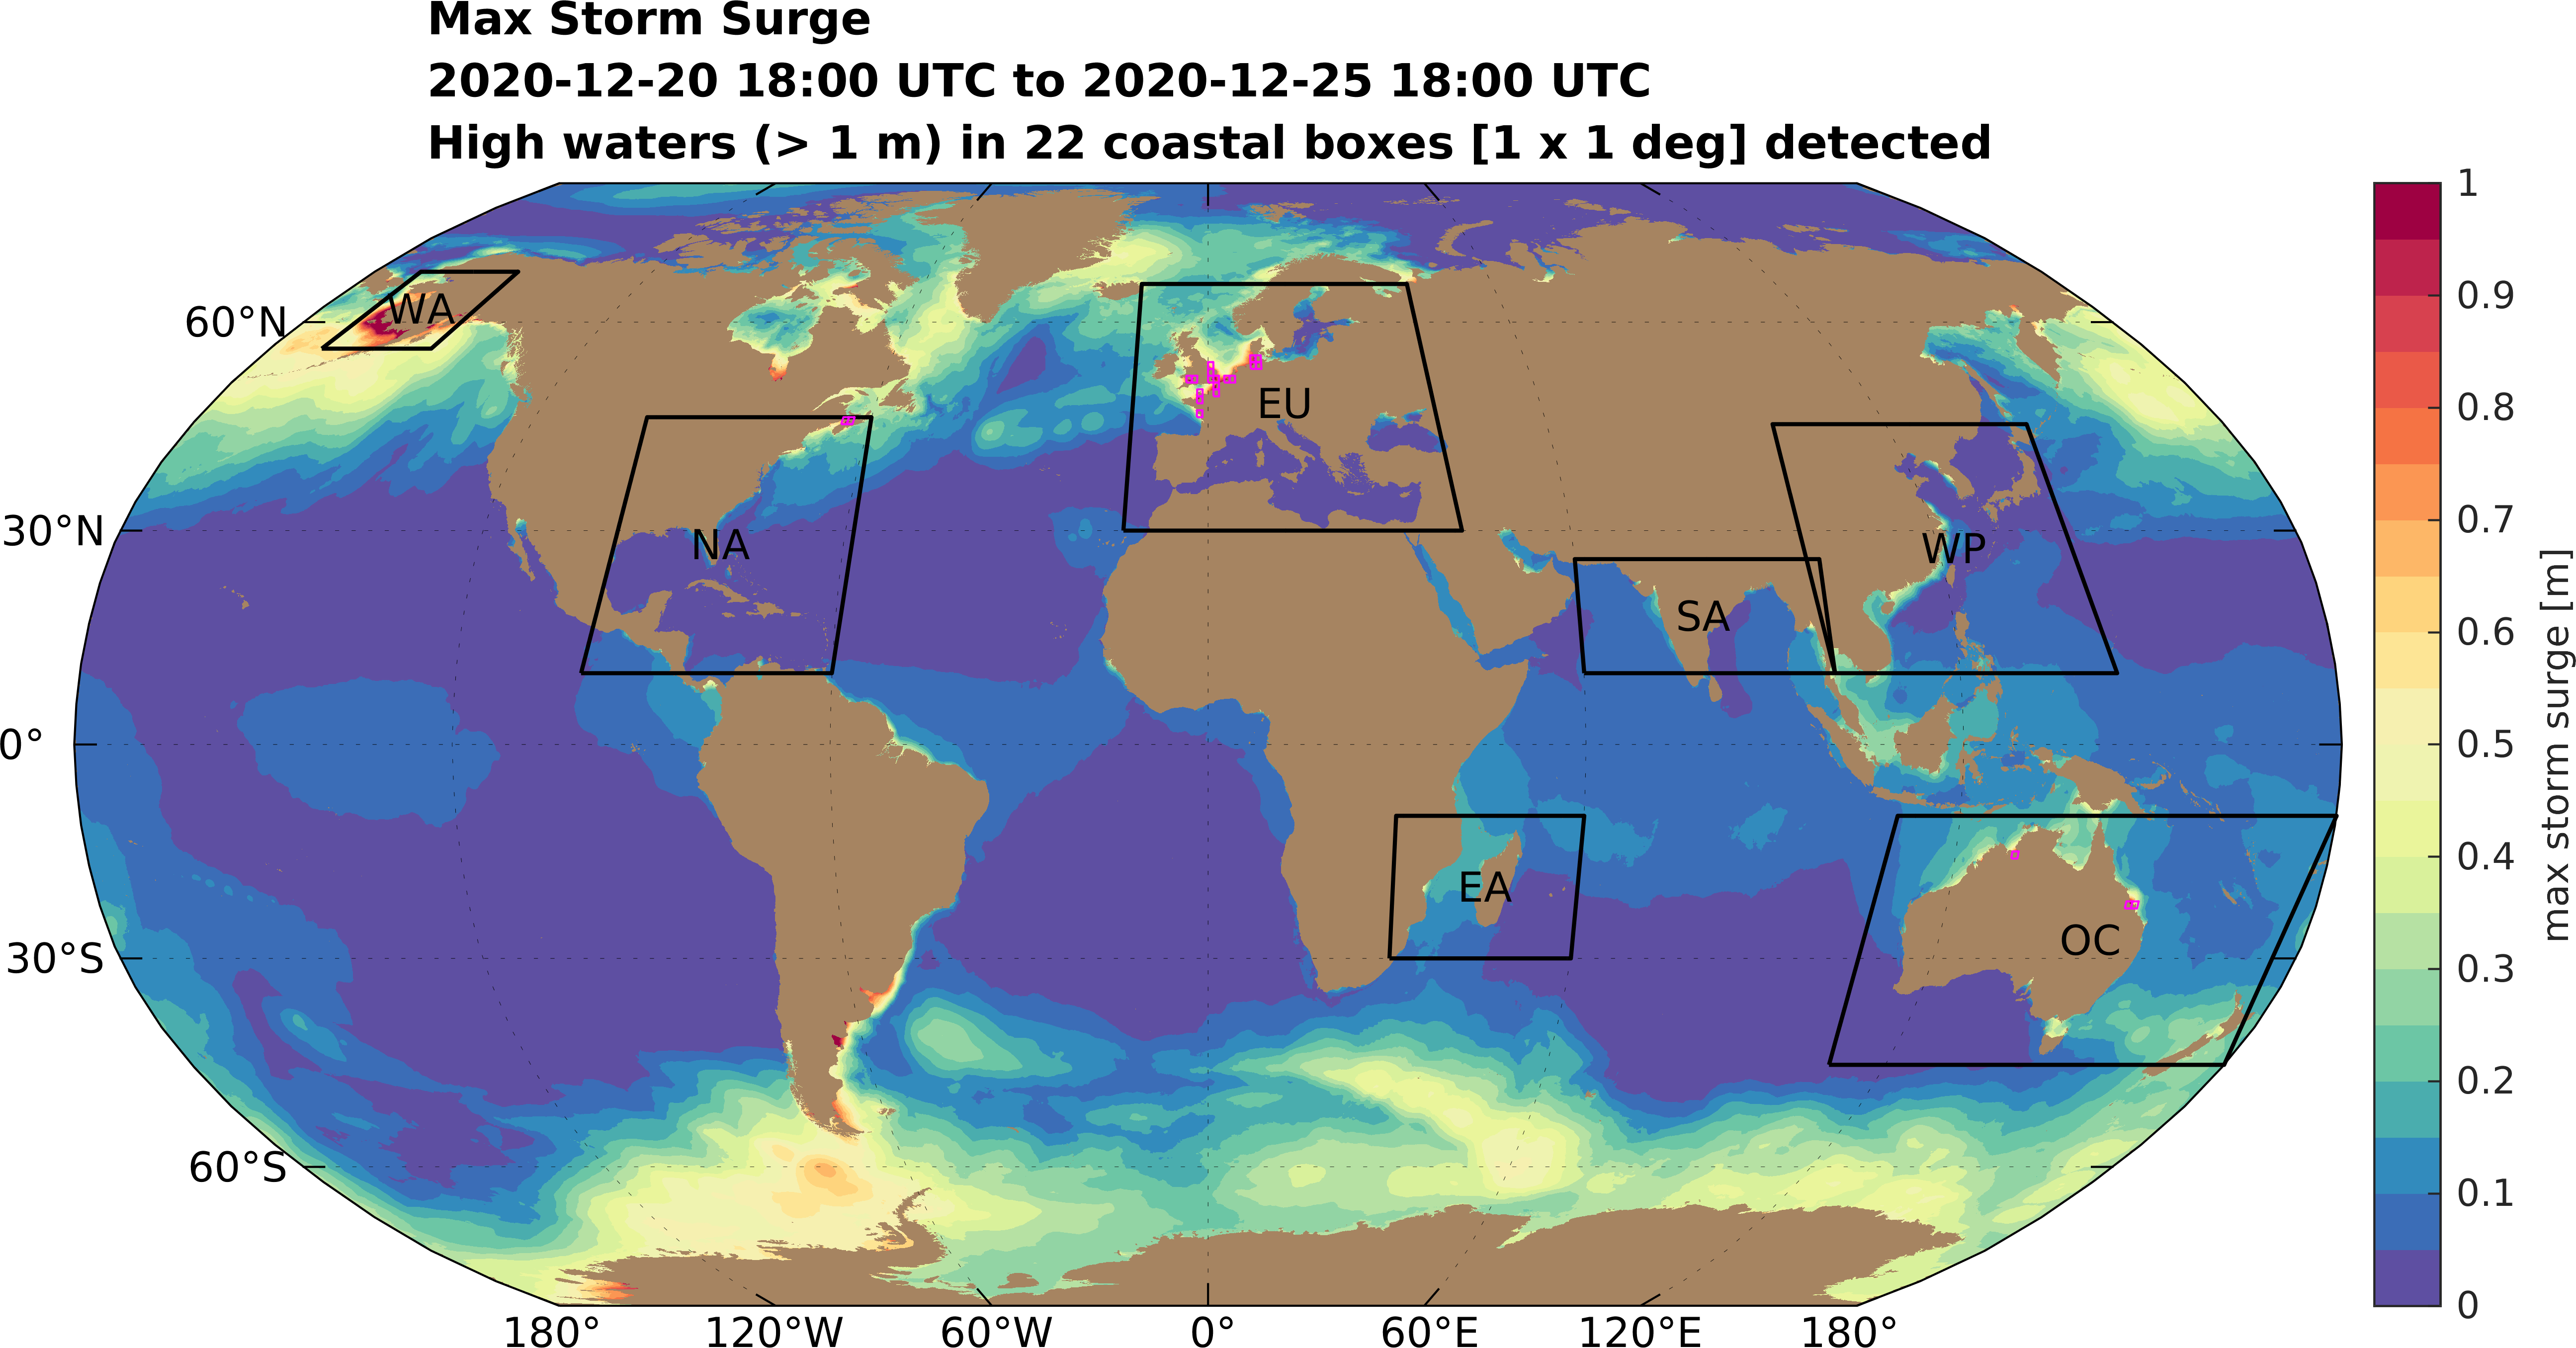 Max Storm Surge
2020-12-20 18:00 UTC to 2020-12-25 18:00 UTC
High waters (> 1 m) in 22 coastal boxes [1 x 1 deg] detected
60°N
30°N
0°
30°S
60°S
180°
120°W
60°W
0°
60°E
120°E
180°
WA
NA
EU
SA
WP
EA
OC
1
0.9
0.8
0.7
0.6
0.5
0.4
0.3
0.2
0.1
0
max storm surge [m]